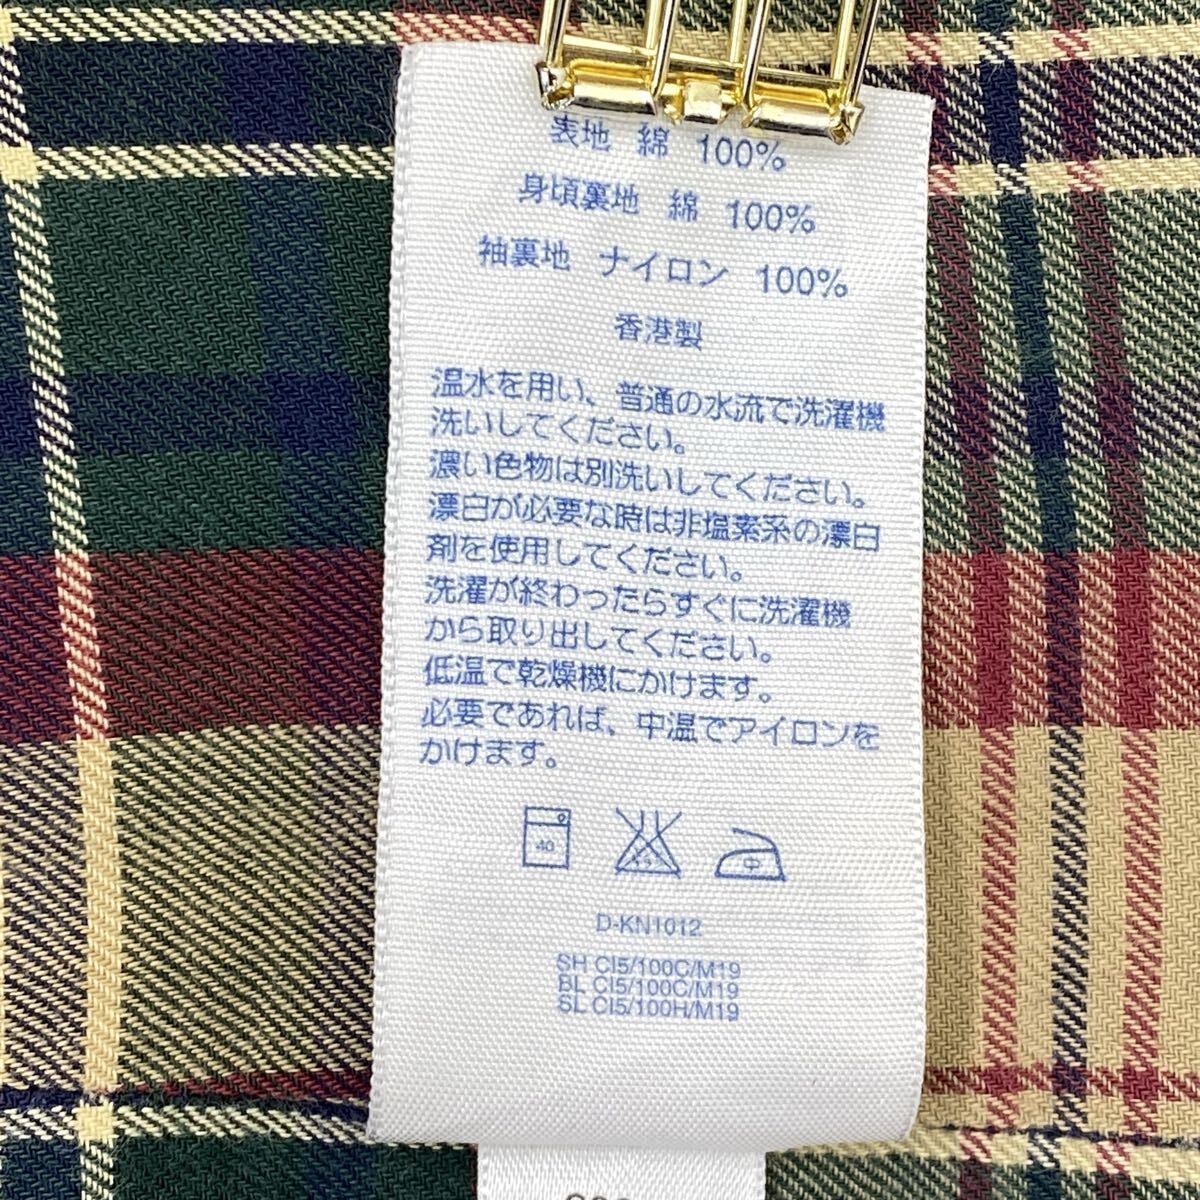 表地 綿 100%
身頃裏地 綿 100%
袖裏地 ナイロン 100%
香港製
温水を用い、普通の水流で洗濯機
洗いしてください。
濃い色物は別洗いしてください。
漂白が必要な時は非塩素系の漂白
剤を使用してください。
洗濯が終わったらすぐに洗濯機
から取り出してください。
低温で乾燥機にかけます。
必要であれば、中温でアイロンを
かけます。
40
中
D-KN1012
SH CI5/100C/M19
BL CI5/100C/M19
SL CI5/100H/M19